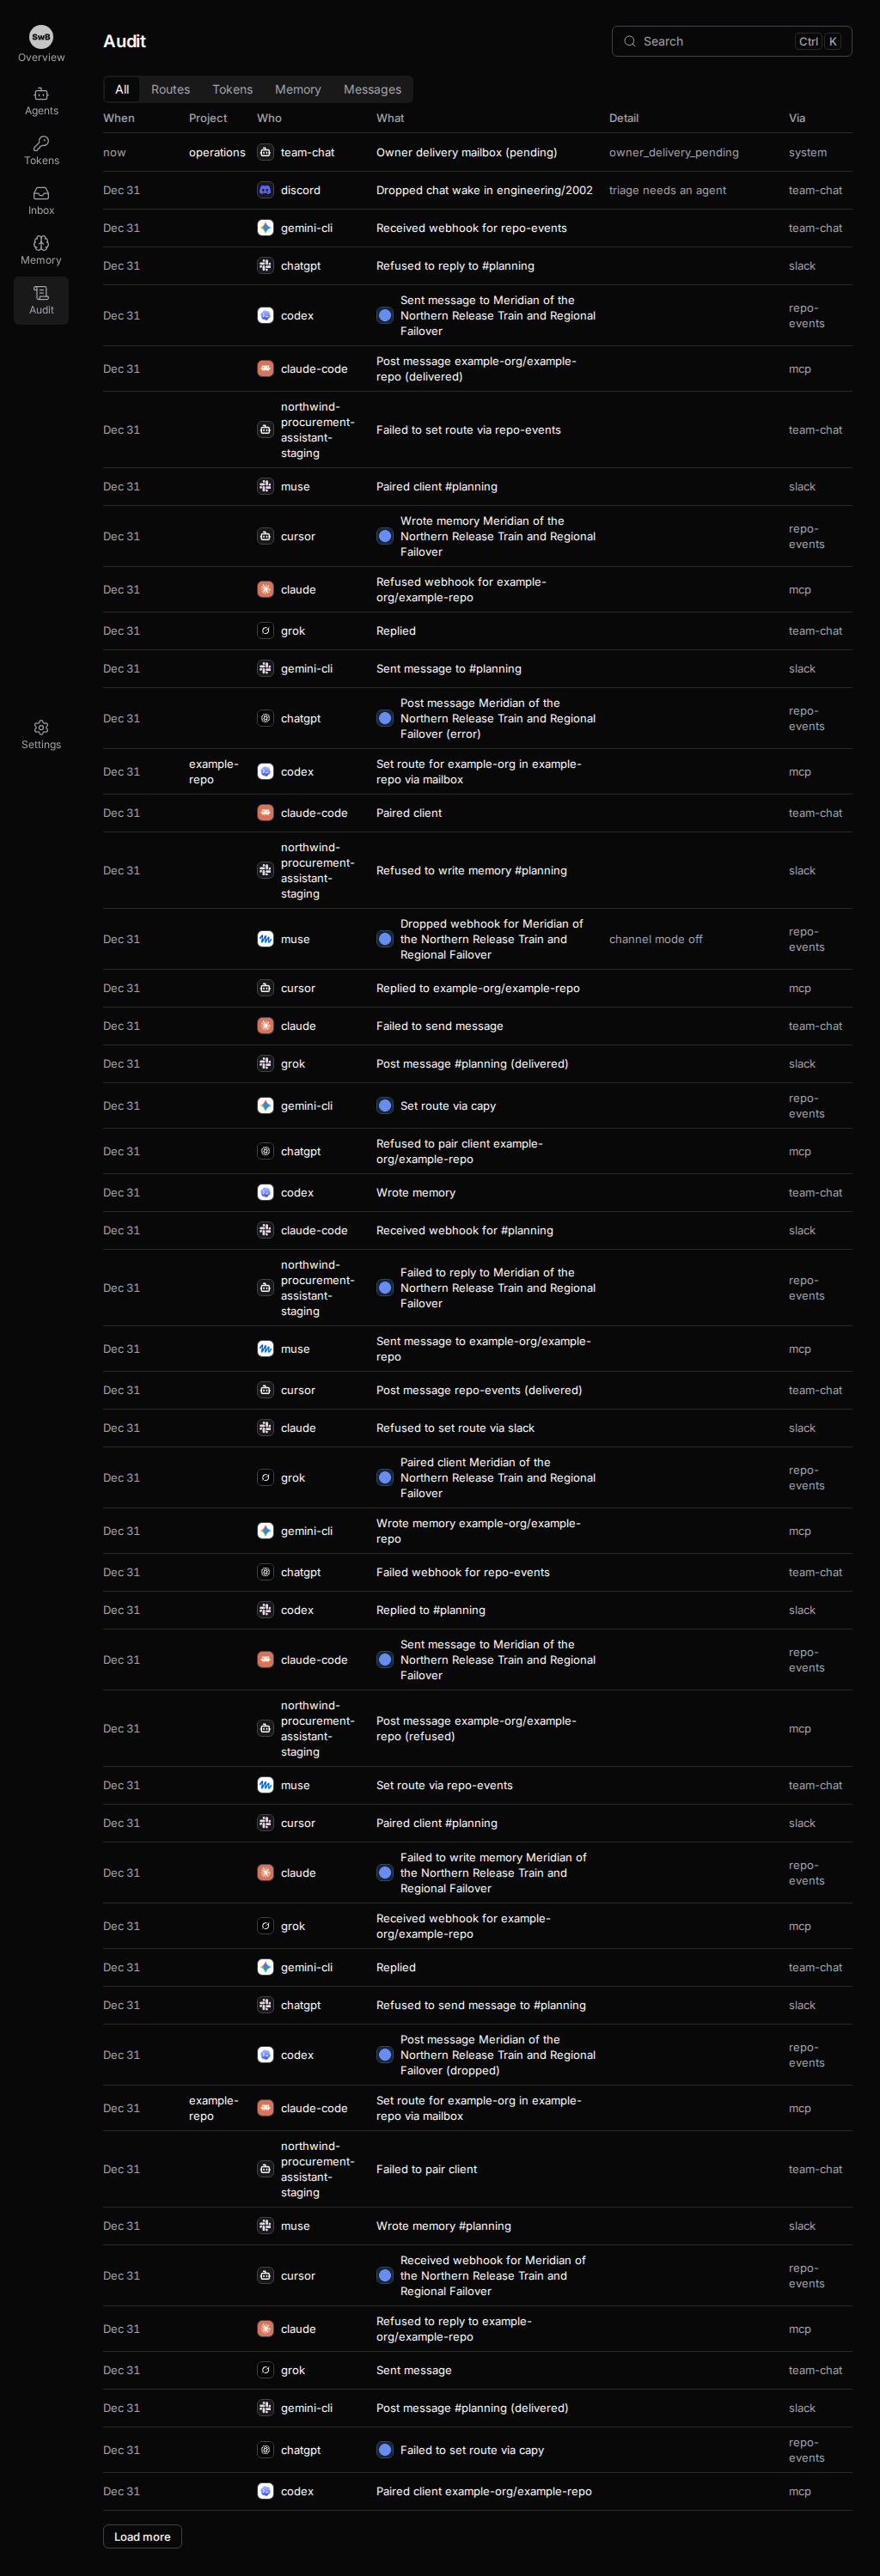 SwB
Overview
Agents
Tokens
Inbox
Memory
Audit
Settings
Audit
Search Ctrl K
All Routes Tokens Memory Messages
When Project Who What Detail Via
now operations team-chat Owner delivery mailbox (pending) owner_delivery_pending system
Dec 31 discord Dropped chat wake in engineering/2002 triage needs an agent team-chat
Dec 31 gemini-cli Received webhook for repo-events team-chat
Dec 31 chatgpt Refused to reply to #planning slack
Dec 31 codex Sent message to Meridian of the
Northern Release Train and Regional
Failover
repo-
events
Dec 31 claude-code Post message example-org/example-
repo (delivered)
mcp
Dec 31 northwind-
procurement-
assistant-
staging
Failed to set route via repo-events team-chat
Dec 31 muse Paired client #planning slack
Dec 31 cursor Wrote memory Meridian of the
Northern Release Train and Regional
Failover
repo-
events
Dec 31 claude Refused webhook for example-
org/example-repo
mcp
Dec 31 grok Replied team-chat
Dec 31 gemini-cli Sent message to #planning slack
Dec 31 chatgpt Post message Meridian of the
Northern Release Train and Regional
Failover (error)
repo-
events
Dec 31 example-
repo
codex Set route for example-org in example-
repo via mailbox
mcp
Dec 31 claude-code Paired client team-chat
Dec 31 northwind-
procurement-
assistant-
staging
Refused to write memory #planning slack
Dec 31 muse Dropped webhook for Meridian of
the Northern Release Train and
Regional Failover
channel mode off repo-
events
Dec 31 cursor Replied to example-org/example-repo mcp
Dec 31 claude Failed to send message team-chat
Dec 31 grok Post message #planning (delivered) slack
Dec 31 gemini-cli Set route via capy repo-
events
Dec 31 chatgpt Refused to pair client example-
org/example-repo
mcp
Dec 31 codex Wrote memory team-chat
Dec 31 claude-code Received webhook for #planning slack
Dec 31 northwind-
procurement-
assistant-
staging
Failed to reply to Meridian of the
Northern Release Train and Regional
Failover
repo-
events
Dec 31 muse Sent message to example-org/example-
repo
mcp
Dec 31 cursor Post message repo-events (delivered) team-chat
Dec 31 claude Refused to set route via slack slack
Dec 31 grok Paired client Meridian of the
Northern Release Train and Regional
Failover
repo-
events
Dec 31 gemini-cli Wrote memory example-org/example-
repo
mcp
Dec 31 chatgpt Failed webhook for repo-events team-chat
Dec 31 codex Replied to #planning slack
Dec 31 claude-code Sent message to Meridian of the
Northern Release Train and Regional
Failover
repo-
events
Dec 31 northwind-
procurement-
assistant-
staging
Post message example-org/example-
repo (refused)
mcp
Dec 31 muse Set route via repo-events team-chat
Dec 31 cursor Paired client #planning slack
Dec 31 claude Failed to write memory Meridian of
the Northern Release Train and
Regional Failover
repo-
events
Dec 31 grok Received webhook for example-
org/example-repo
mcp
Dec 31 gemini-cli Replied team-chat
Dec 31 chatgpt Refused to send message to #planning slack
Dec 31 codex Post message Meridian of the
Northern Release Train and Regional
Failover (dropped)
repo-
events
Dec 31 example-
repo
claude-code Set route for example-org in example-
repo via mailbox
mcp
Dec 31 northwind-
procurement-
assistant-
staging
Failed to pair client team-chat
Dec 31 muse Wrote memory #planning slack
Dec 31 cursor Received webhook for Meridian of
the Northern Release Train and
Regional Failover
repo-
events
Dec 31 claude Refused to reply to example-
org/example-repo
mcp
Dec 31 grok Sent message team-chat
Dec 31 gemini-cli Post message #planning (delivered) slack
Dec 31 chatgpt Failed to set route via capy repo-
events
Dec 31 codex Paired client example-org/example-repo mcp
Load more